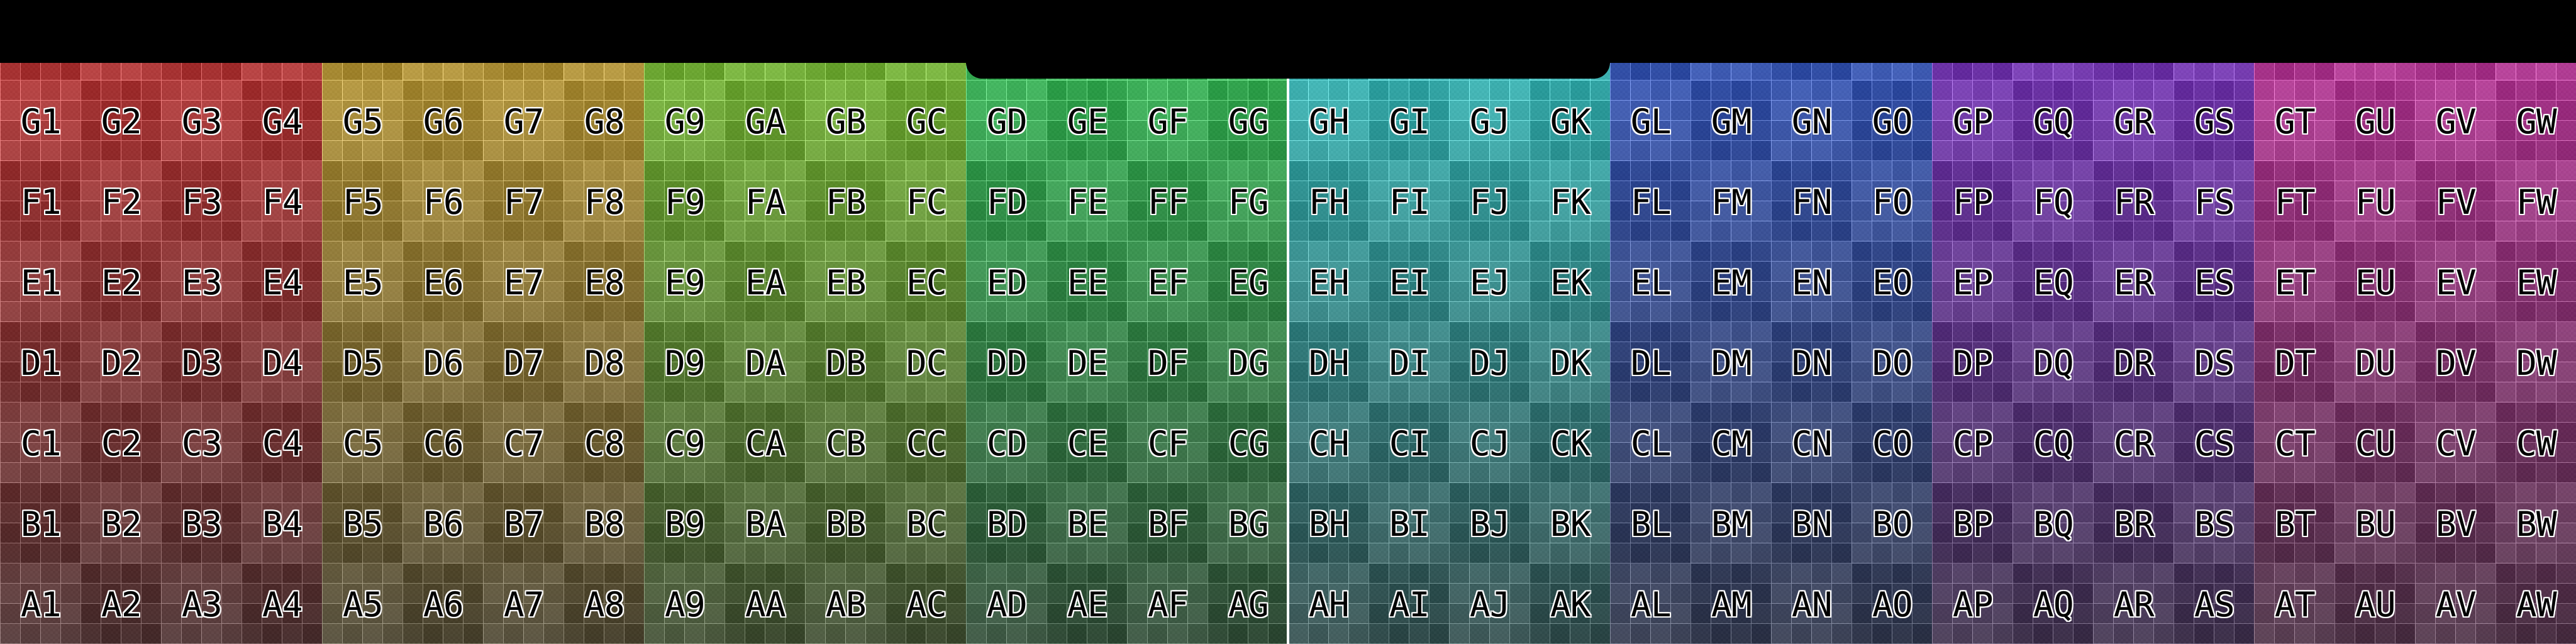 G1 G2 G3 G4 G5 G6 G7 G8 G9 GA GB GC GD GE GF GG GH GI GJ GK GL GM GN GO GP GQ GR GS GT GU GV GW
F1 F2 F3 F4 F5 F6 F7 F8 F9 FA FB FC FD FE FF FG FH FI FJ FK FL FM FN FO FP FQ FR FS FT FU FV FW
E1 E2 E3 E4 E5 E6 E7 E8 E9 EA EB EC ED EE EF EG EH EI EJ EK EL EM EN EO EP EQ ER ES ET EU EV EW
D1 D2 D3 D4 D5 D6 D7 D8 D9 DA DB DC DD DE DF DG DH DI DJ DK DL DM DN DO DP DQ DR DS DT DU DV DW
C1 C2 C3 C4 C5 C6 C7 C8 C9 CA CB CC CD CE CF CG CH CI CJ CK CL CM CN CO CP CQ CR CS CT CU CV CW
B1 B2 B3 B4 B5 B6 B7 B8 B9 BA BB BC BD BE BF BG BH BI BJ BK BL BM BN BO BP BQ BR BS BT BU BV BW
A1 A2 A3 A4 A5 A6 A7 A8 A9 AA AB AC AD AE AF AG AH AI AJ AK AL AM AN AO AP AQ AR AS AT AU AV AW